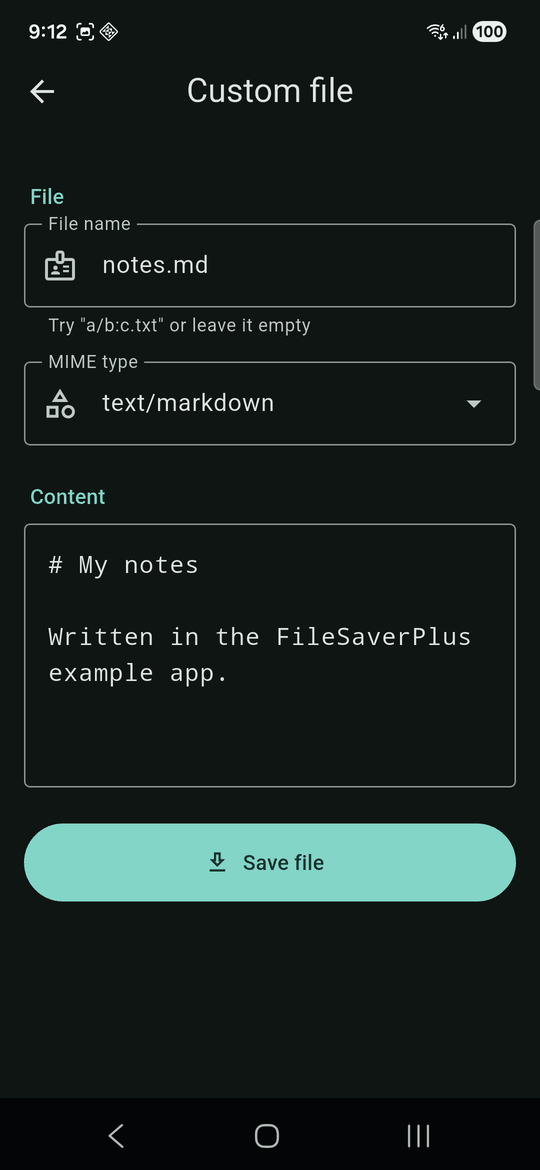 9:12
100
Custom file
File
File name
notes.md
Try "a/b:c.txt" or leave it empty
MIME type
text/markdown
Content
# My notes
Written in the FileSaverPlus
example app.
Save file